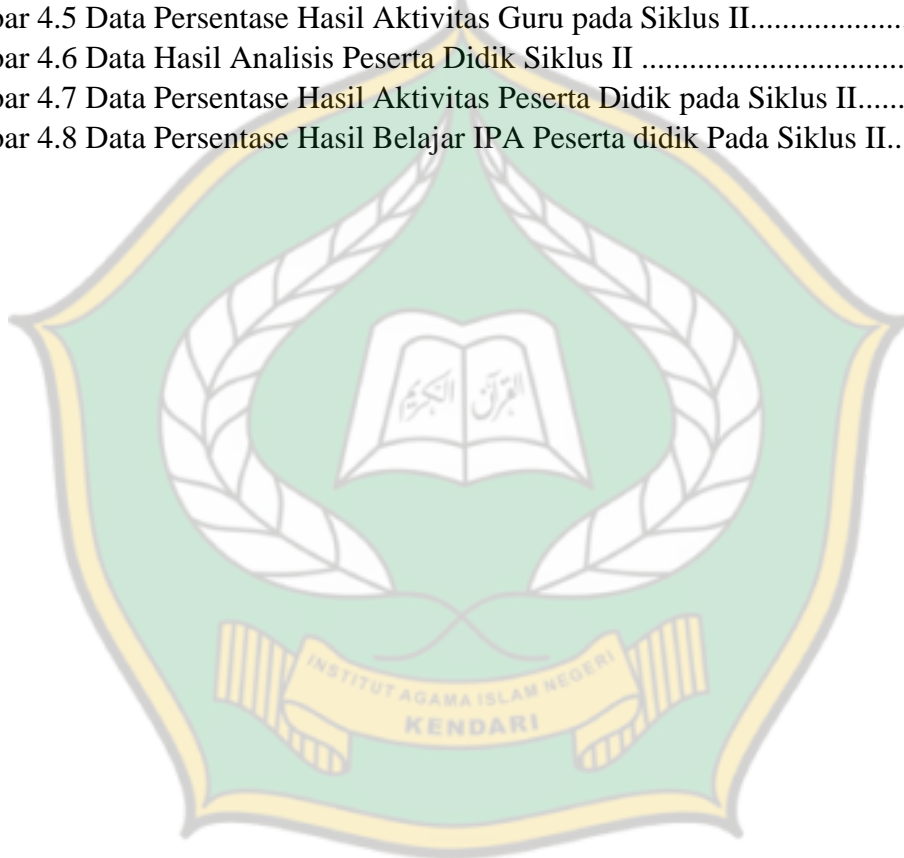 bar 4.5 Data Persentase Hasil Aktivitas Guru pada Siklus II....................
bar 4.6 Data Hasil Analisis Peserta Didik Siklus II ................................
bar 4.7 Data Persentase Hasil Aktivitas Peserta Didik pada Siklus II......
bar 4.8 Data Persentase Hasil Belajar IPA Peserta didik Pada Siklus II..
القرآن الكريم
INSTITUT AGAMA ISLAM NEGERI
KENDARI